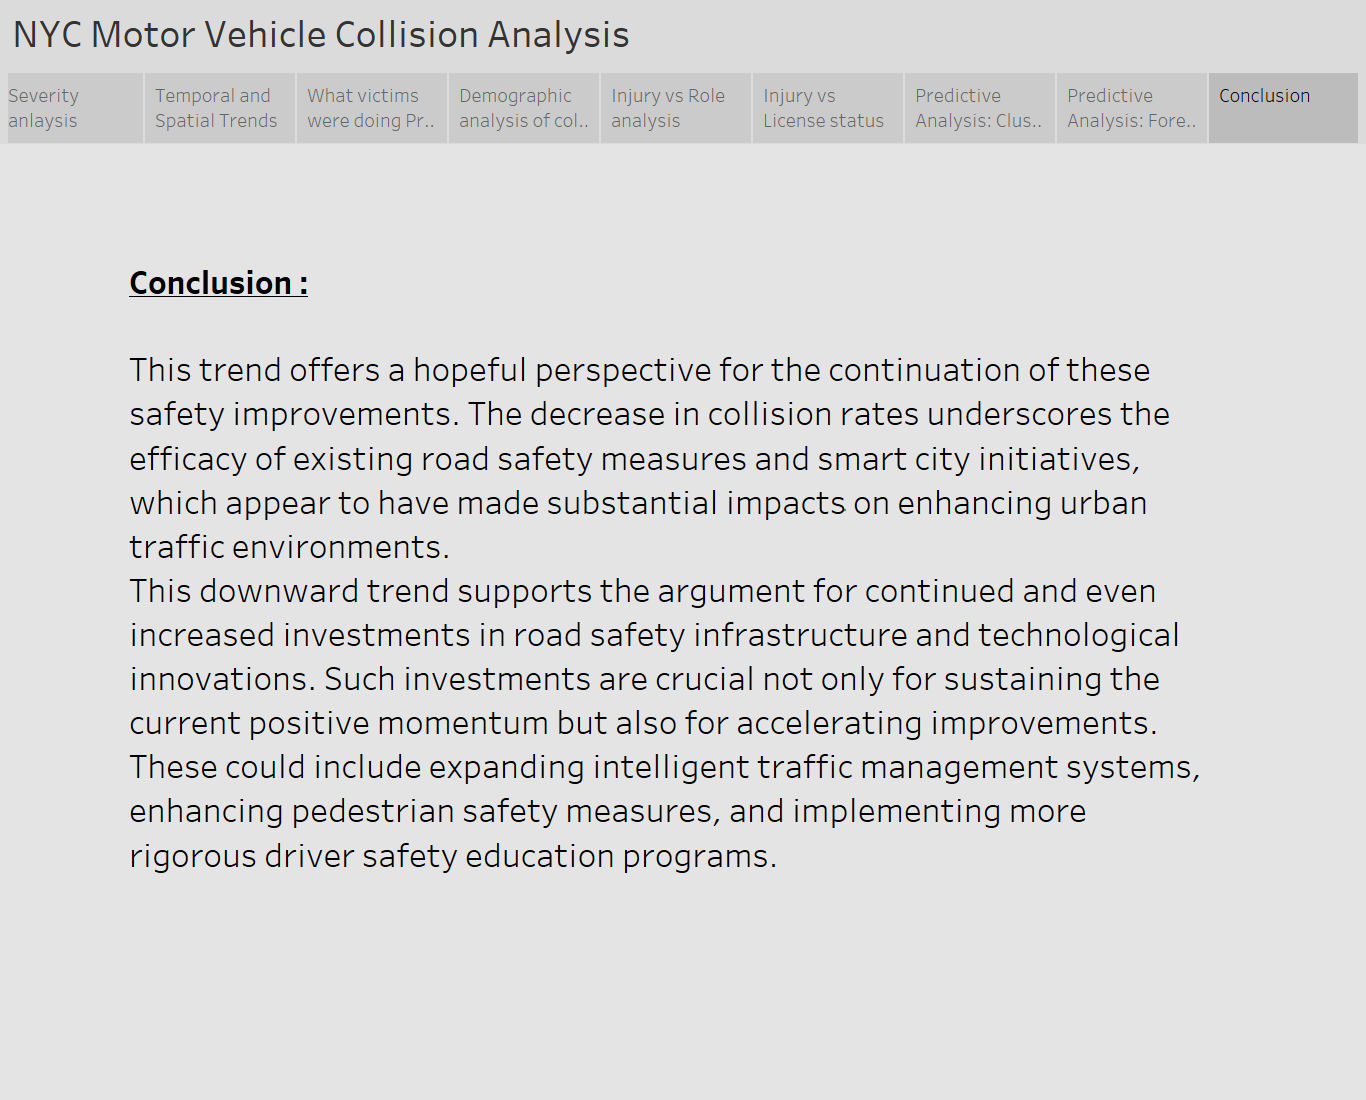 NYC Motor Vehicle Collision Analysis
Severity
anlaysis
Temporal and
Spatial Trends
What victims
were doing Pr..
Demographic
analysis of col..
Injury vs Role
analysis
Injury vs
License status
Predictive
Analysis: Clus..
Predictive
Analysis: Fore..
Conclusion
Conclusion :
This trend offers a hopeful perspective for the continuation of these
safety improvements. The decrease in collision rates underscores the
efficacy of existing road safety measures and smart city initiatives,
which appear to have made substantial impacts on enhancing urban
traffic environments.
This downward trend supports the argument for continued and even
increased investments in road safety infrastructure and technological
innovations. Such investments are crucial not only for sustaining the
current positive momentum but also for accelerating improvements.
These could include expanding intelligent traffic management systems,
enhancing pedestrian safety measures, and implementing more
rigorous driver safety education programs.